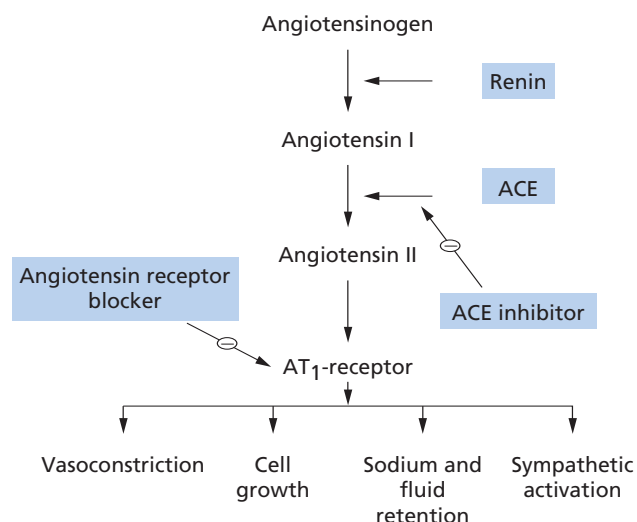 Angiotensinogen
Renin
Angiotensin I
ACE
Angiotensin II
Angiotensin receptor
blocker
ACE inhibitor
AT1-receptor
Vasoconstriction
Cell
growth
Sodium and
fluid
retention
Sympathetic
activation